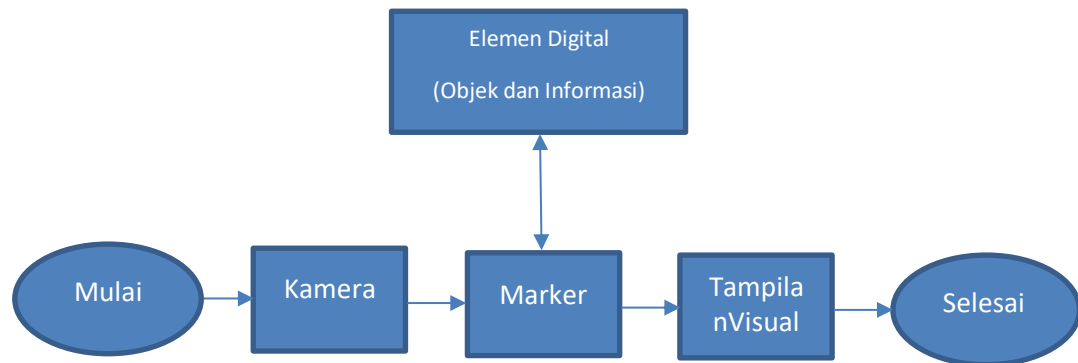 Elemen Digital
(Objek dan Informasi)
Mulai
Kamera
Marker
Tampila
nVisual
Selesai